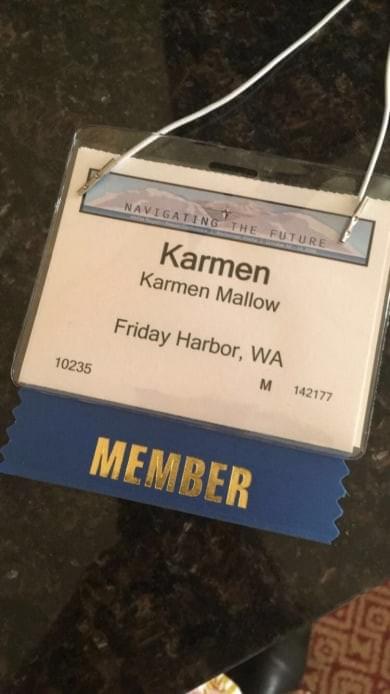 NAVIGATING THE FUTURE
Karmen
Karmen Mallow
Friday Harbor, WA
10235
M 142177
MEMBER